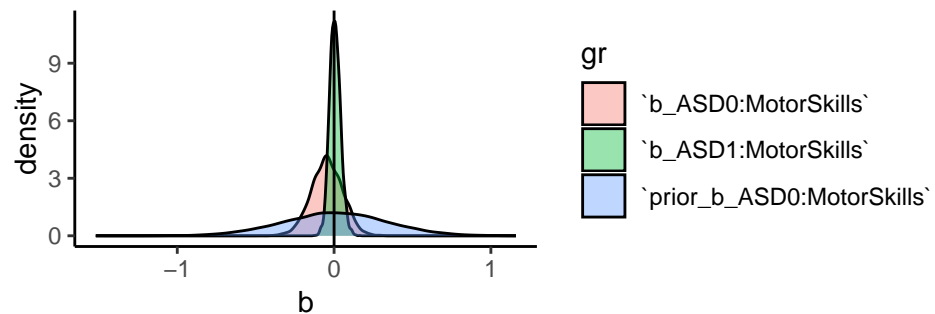 density
9
6
3
0
−1
0
1
b
gr
`b_ASD0:MotorSkills`
`b_ASD1:MotorSkills`
`prior_b_ASD0:MotorSkills`